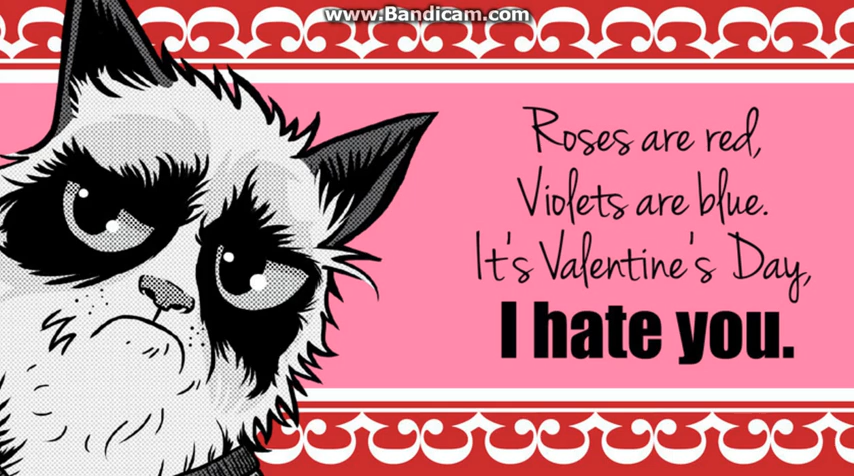 www.Bandicam.com
Roses are red,
Violets are blue.
It's Valentine's Day,
I hate you.